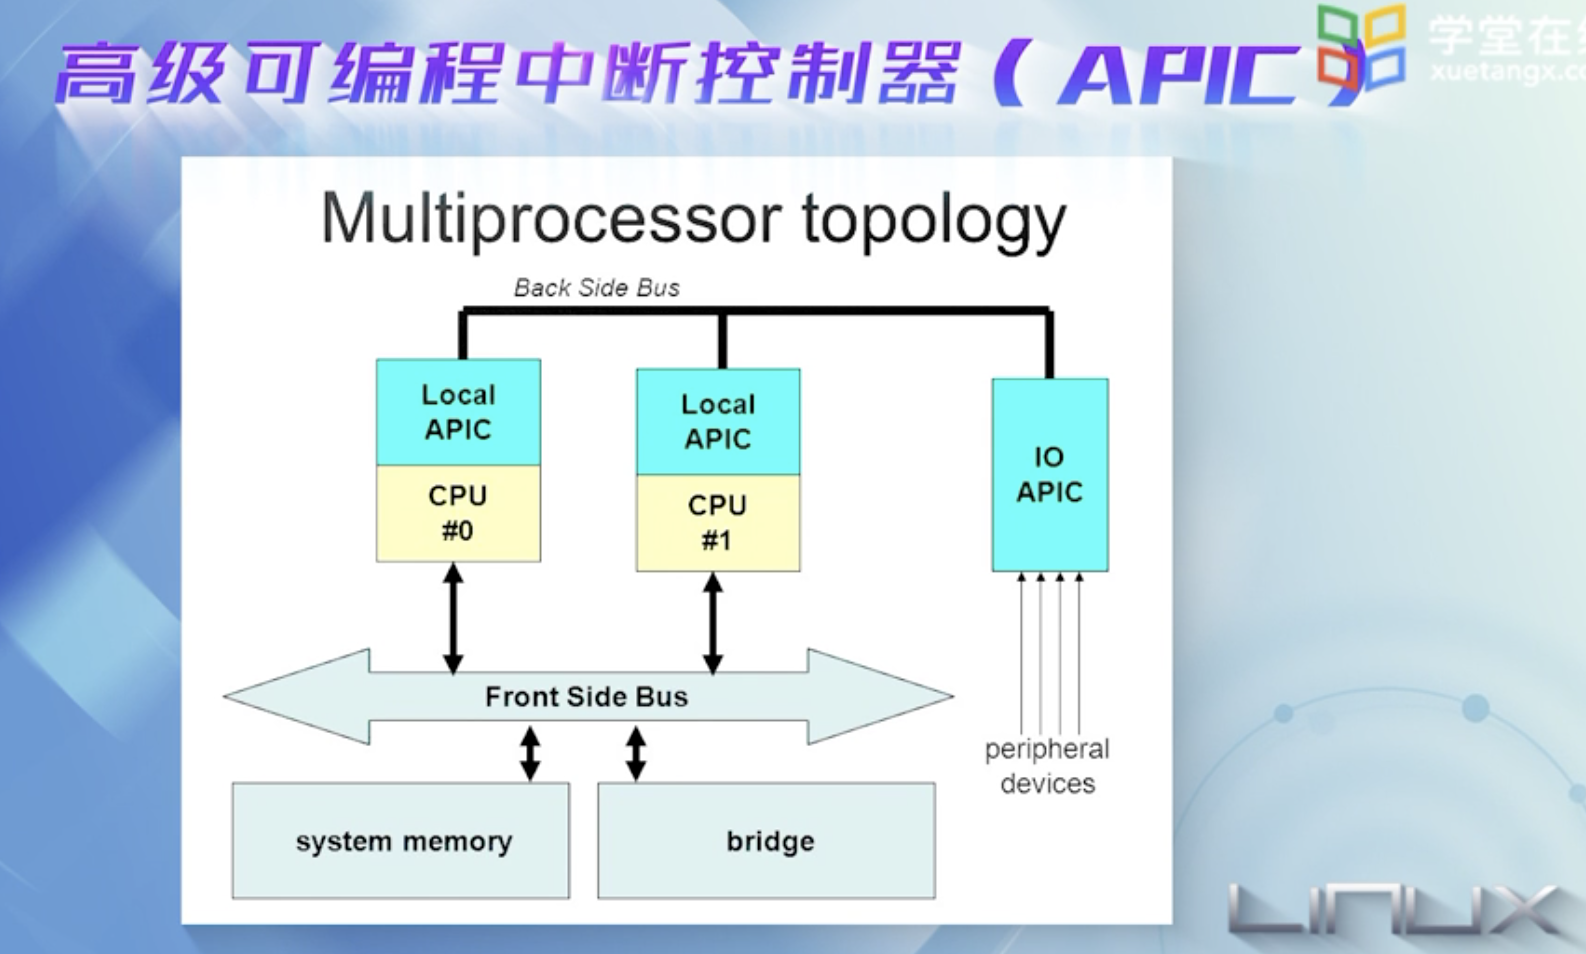 高级可编程中断控制器（APIC）
学堂在
xuetangx.co
Multiprocessor topology
Back Side Bus
Local
APIC
CPU
#0
Local
APIC
CPU
#1
IO
APIC
Front Side Bus
peripheral
devices
system memory
bridge
LINUX